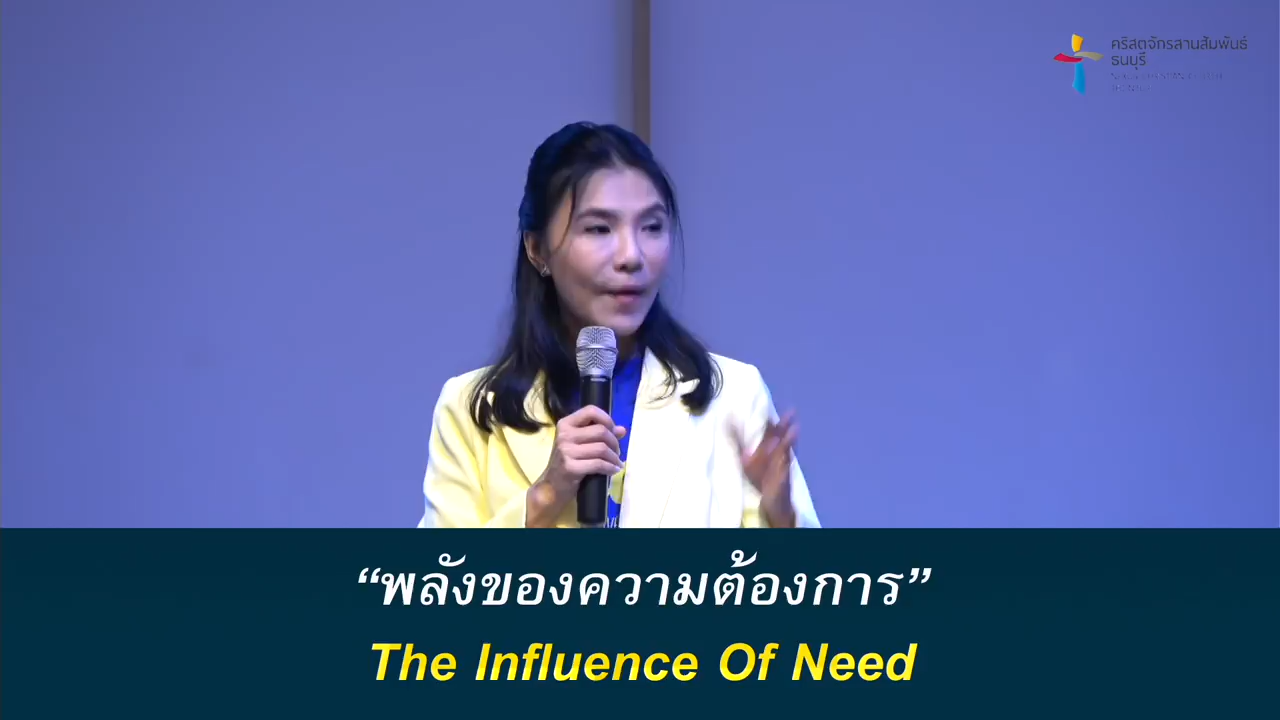 คริสตจักรสานสัมพันธ์
ธนบุรี
“พลังของความต้องการ”
The Influence Of Need